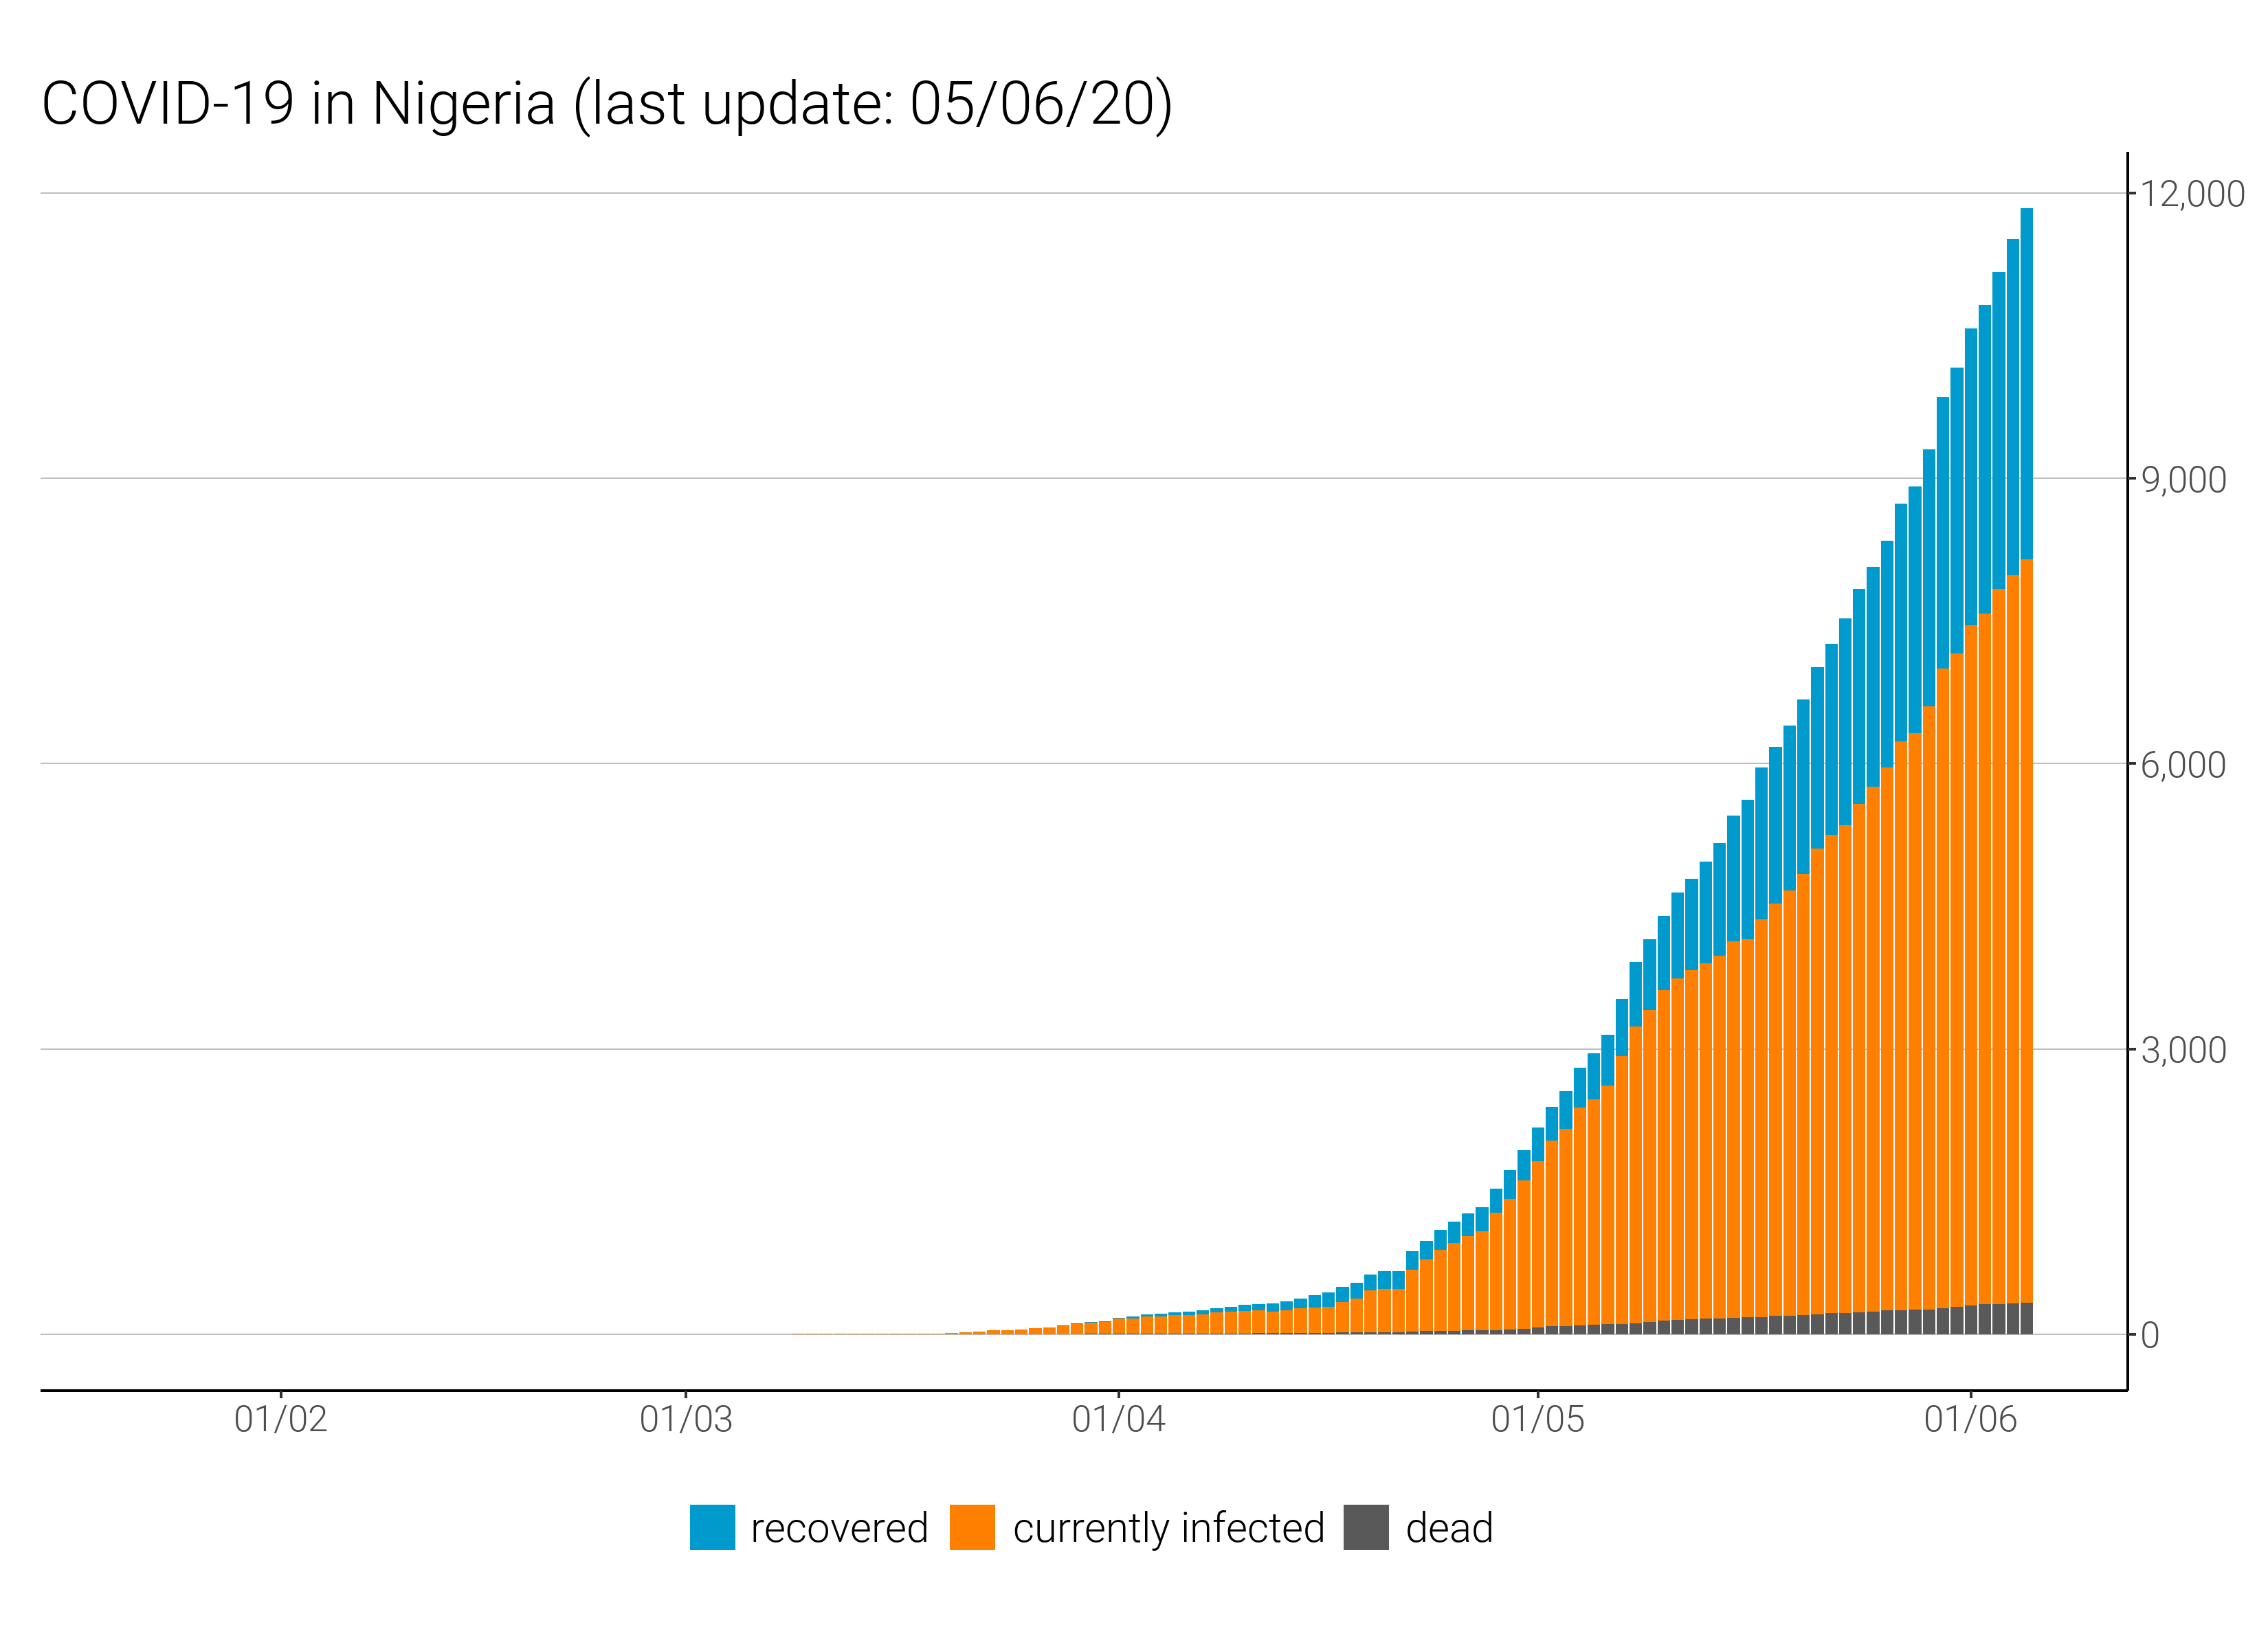 COVID-19 in Nigeria (last update: 05/06/20)
12,000
9,000
6,000
3,000
0
01/02 01/03 01/04 01/05 01/06
recovered currently infected dead